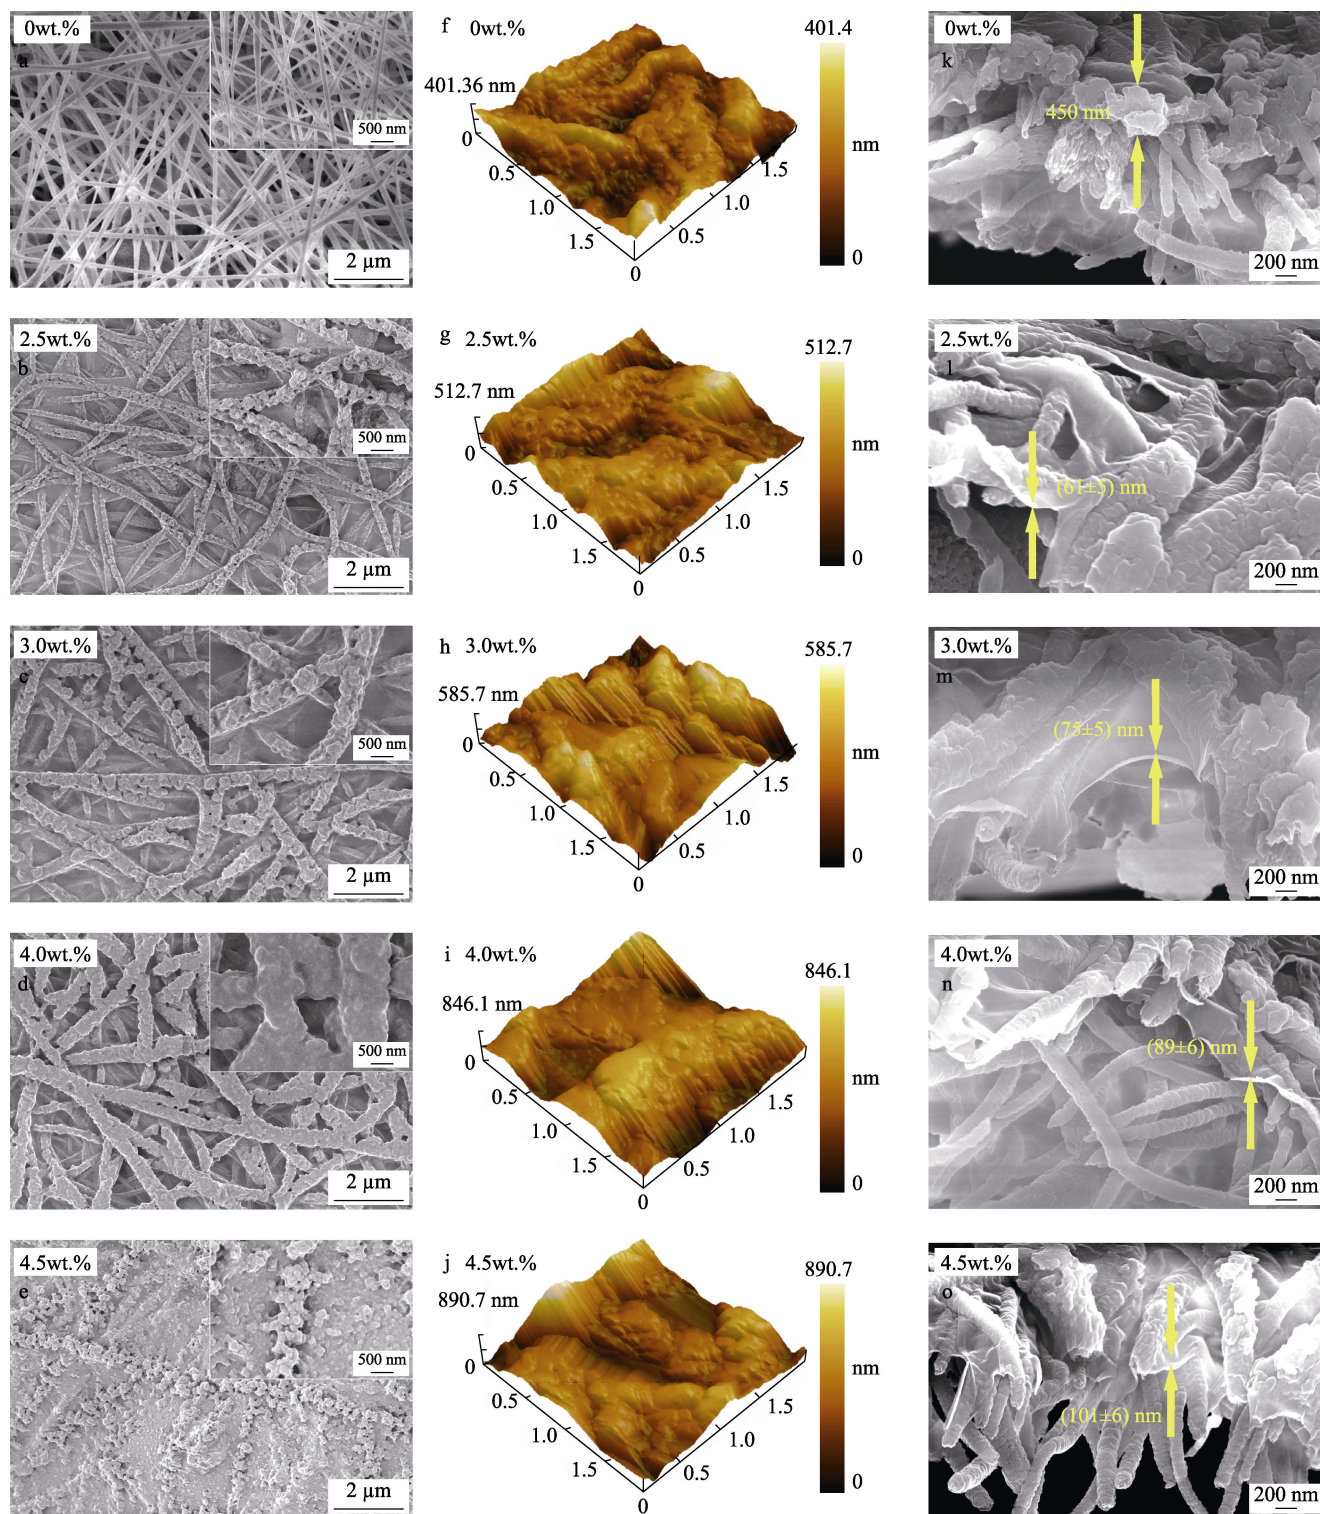 0wt.%
a
500 nm
2 µm
f 0wt.%
401.36 nm
0
0.5
1.0
1.5
0
0.5
1.0
1.5
401.4
nm
0
0wt.%
k
450 nm
200 nm
2.5wt.%
b
500 nm
2 µm
g 2.5wt.%
512.7 nm
0
0.5
1.0
1.5
0
0.5
1.0
1.5
512.7
nm
0
2.5wt.%
l
(61±5) nm
200 nm
3.0wt.%
c
500 nm
2 µm
h 3.0wt.%
585.7 nm
0
0.5
1.0
1.5
0
0.5
1.0
1.5
585.7
nm
0
3.0wt.%
m
(75±5) nm
200 nm
4.0wt.%
d
500 nm
2 µm
i 4.0wt.%
846.1 nm
0
1.0
1.5
0
0.5
1.0
1.5
846.1
nm
0
4.0wt.%
n
(89±6) nm
200 nm
4.5wt.%
e
500 nm
2 µm
j 4.5wt.%
890.7 nm
0
0.5
1.0
1.5
0
0.5
1.0
1.5
890.7
nm
0
4.5wt.%
o
(101±6) nm
200 nm